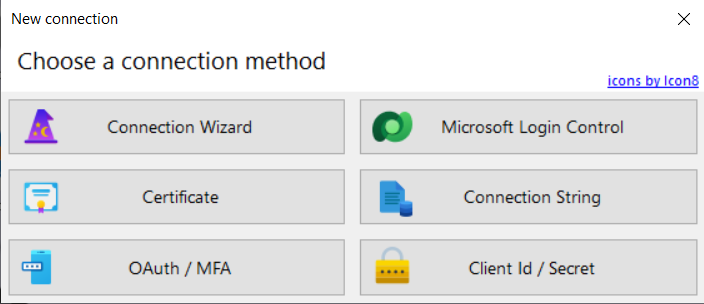 New connection
Choose a connection method
icons by Icon8
Connection Wizard
Microsoft Login Control
Certificate
Connection String
OAuth / MFA
Client Id / Secret